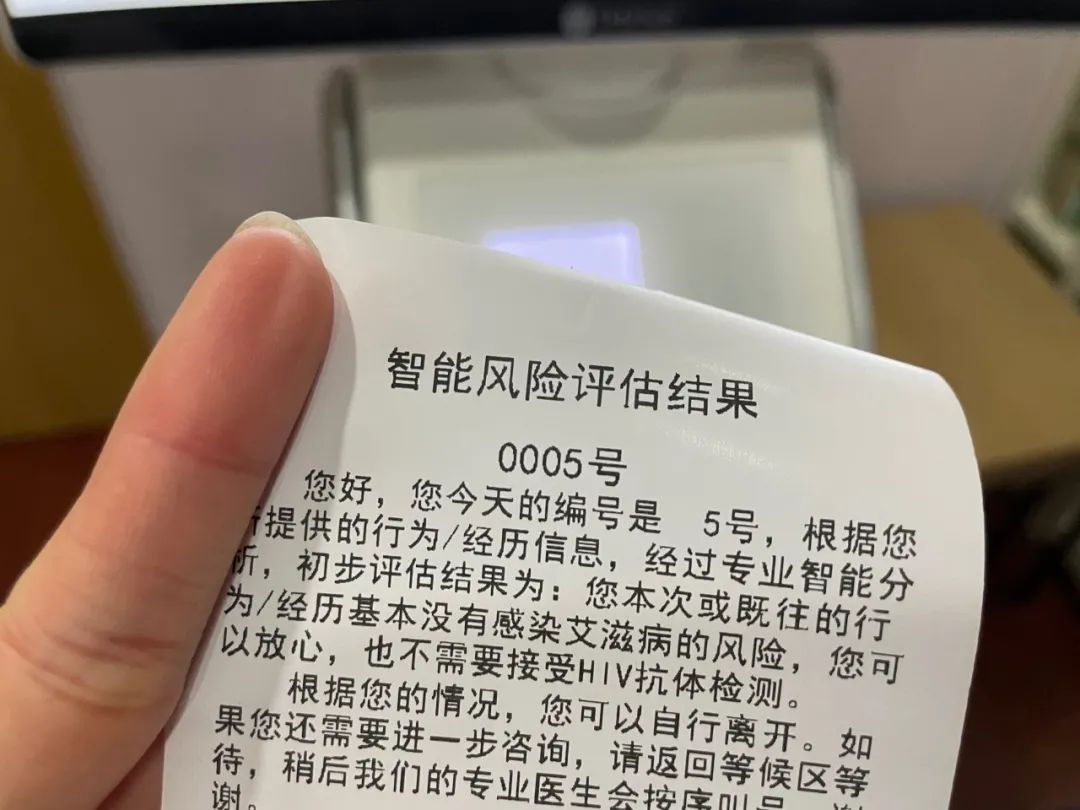 智能风险评估结果
0005号
您好，您今天的编号是 5号，根据您
所提供的行为/经历信息，经过专业智能分
析，初步评估结果为：您本次或既往的行
为/经历基本没有感染艾滋病的风险，您可
以放心，也不需要接受HIV抗体检测。
根据您的情况，您可以自行离开。如
果您还需要进一步咨询，请返回等候区等
待，稍后我们的专业医生会按序叫号，谢
谢。